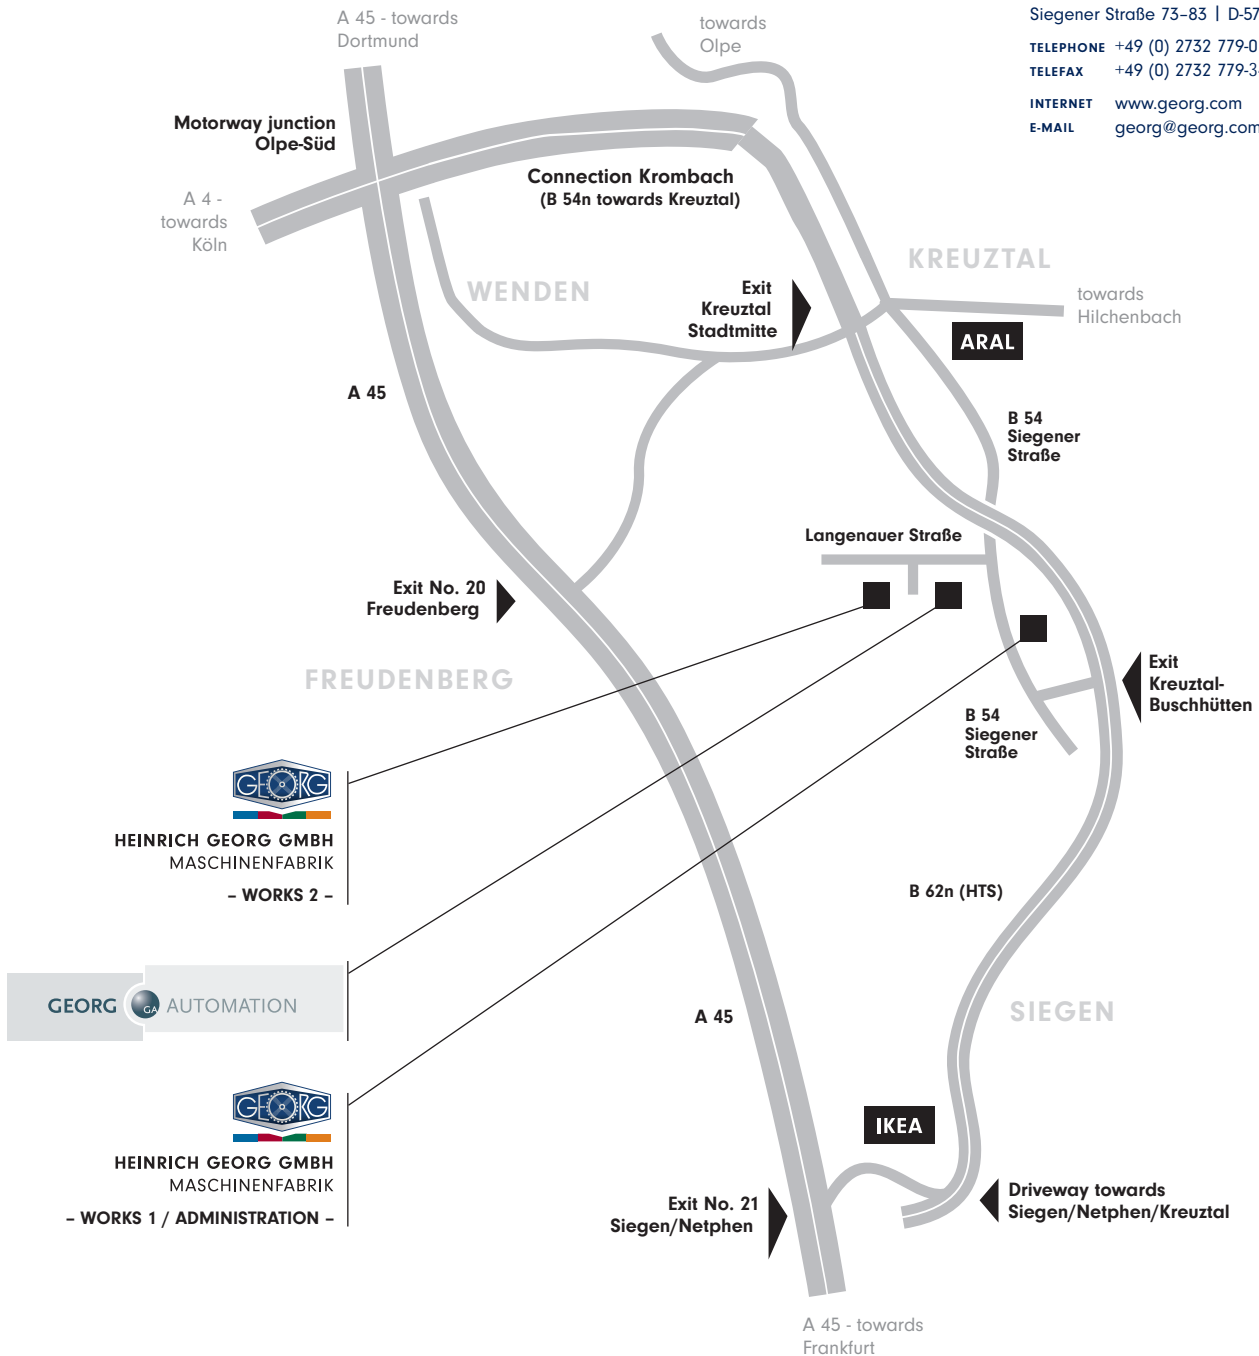 A 45 - towards
Dortmund
towards
Olpe
Siegener Straße 73–83 | D-57
TELEPHONE +49 (0) 2732 779-0
TELEFAX +49 (0) 2732 779-3
INTERNET www.georg.com
E-MAIL georg@georg.com
Motorway junction
Olpe-Süd
A 4 -
towards
Köln
Connection Krombach
(B 54n towards Kreuztal)
WENDEN
KREUZTAL
Exit
Kreuztal
Stadtmitte
towards
Hilchenbach
ARAL
A 45
B 54
Siegener
Straße
Langenauer Straße
Exit No. 20
Freudenberg
FREUDENBERG
Exit
Kreuztal-
Buschhütten
B 54
Siegener
Straße
GEORG
HEINRICH GEORG GMBH
MASCHINENFABRIK
– WORKS 2 –
B 62n (HTS)
GEORG GA AUTOMATION
A 45
SIEGEN
GEORG
HEINRICH GEORG GMBH
MASCHINENFABRIK
– WORKS 1 / ADMINISTRATION –
IKEA
Exit No. 21
Siegen/Netphen
Driveway towards
Siegen/Netphen/Kreuztal
A 45 - towards
Frankfurt